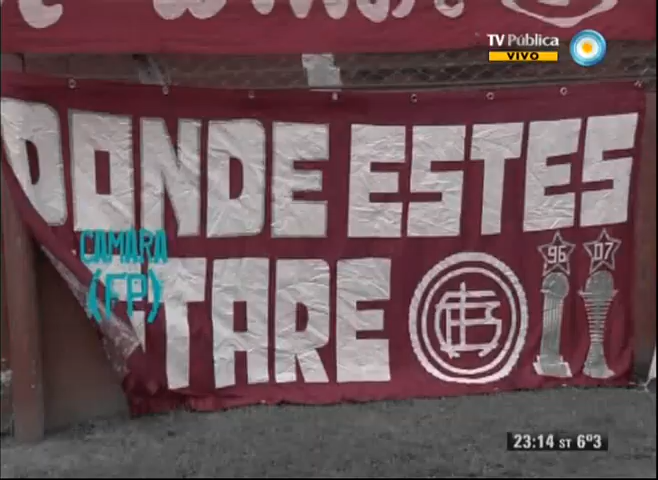 TV Pública
VIVO
DONDE ESTES
TARE
96 07
CAMARA
(FP)
23:14 ST 6º3